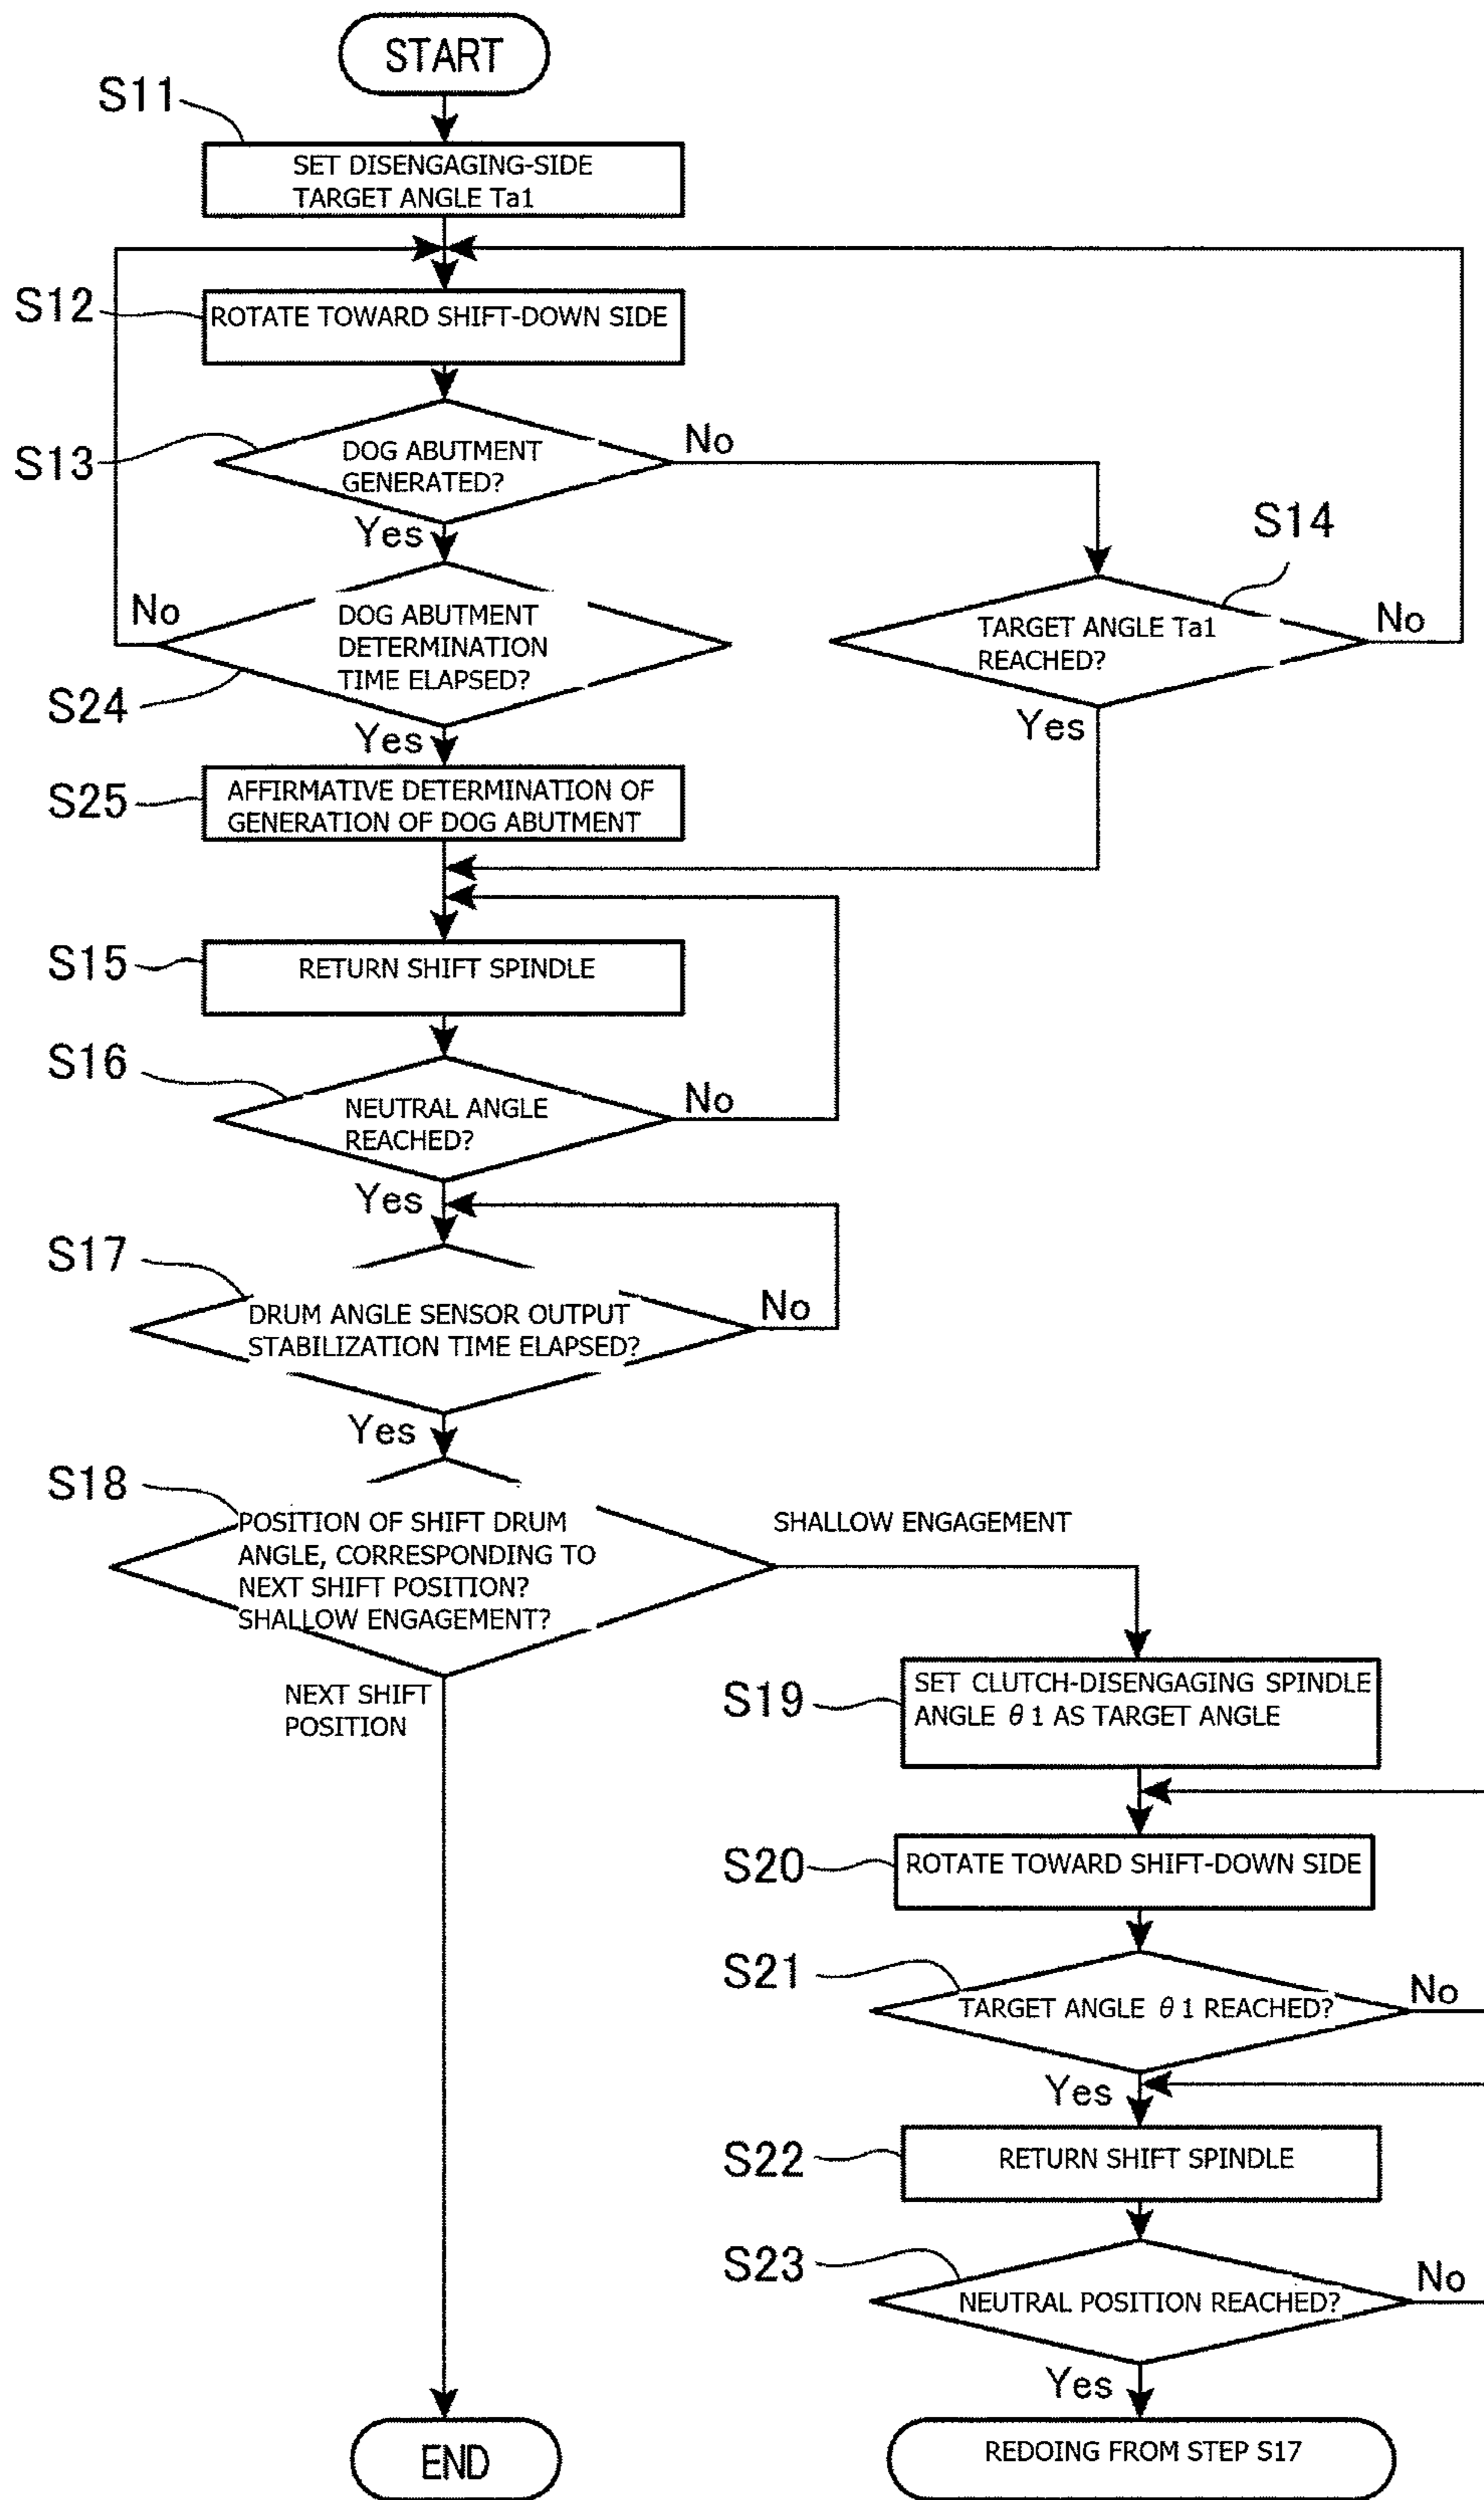 START
S11
SET DISENGAGING-SIDE
TARGET ANGLE Ta1
S12
ROTATE TOWARD SHIFT-DOWN SIDE
S13
DOG ABUTMENT
GENERATED?
No
Yes
S14
TARGET ANGLE Ta1
REACHED?
No
Yes
No
DOG ABUTMENT
DETERMINATION
TIME ELAPSED?
S24
Yes
S25
AFFIRMATIVE DETERMINATION OF
GENERATION OF DOG ABUTMENT
S15
RETURN SHIFT SPINDLE
S16
NEUTRAL ANGLE
REACHED?
No
Yes
S17
DRUM ANGLE SENSOR OUTPUT
STABILIZATION TIME ELAPSED?
No
Yes
S18
POSITION OF SHIFT DRUM
ANGLE, CORRESPONDING TO
NEXT SHIFT POSITION?
SHALLOW ENGAGEMENT?
SHALLOW ENGAGEMENT
NEXT SHIFT
POSITION
S19
SET CLUTCH-DISENGAGING SPINDLE
ANGLE θ1 AS TARGET ANGLE
S20
ROTATE TOWARD SHIFT-DOWN SIDE
S21
TARGET ANGLE θ1 REACHED?
No
Yes
S22
RETURN SHIFT SPINDLE
S23
NEUTRAL POSITION REACHED?
No
Yes
END
REDOING FROM STEP S17